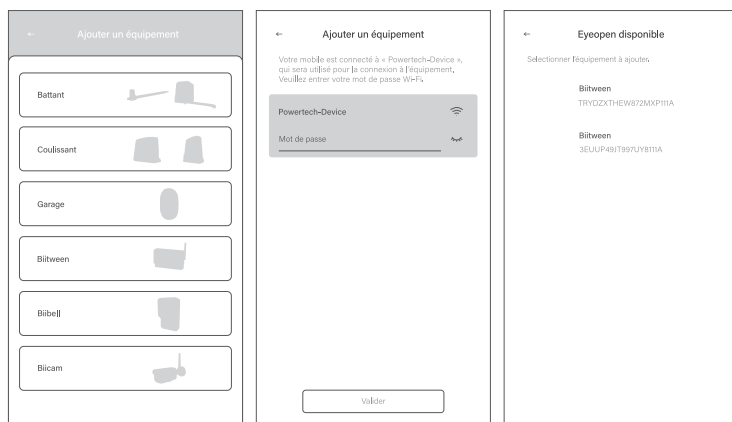 ← Ajouter un équipement
Battant
Coulissant
Garage
Biitween
Biibell
Biicam
← Ajouter un équipement
Votre mobile est connecté à « Powertech-Device »,
qui sera utilisé pour la connexion à l'équipement,
Veuillez entrer votre mot de passe Wi-Fi.
Powertech-Device
Mot de passe
Valider
← Eyeopen disponible
Selectionner l'équipement à ajouter.
Biitween
TRYDZXTHEW872MXP111A
Biitween
3EUUP49JT997UY8111A